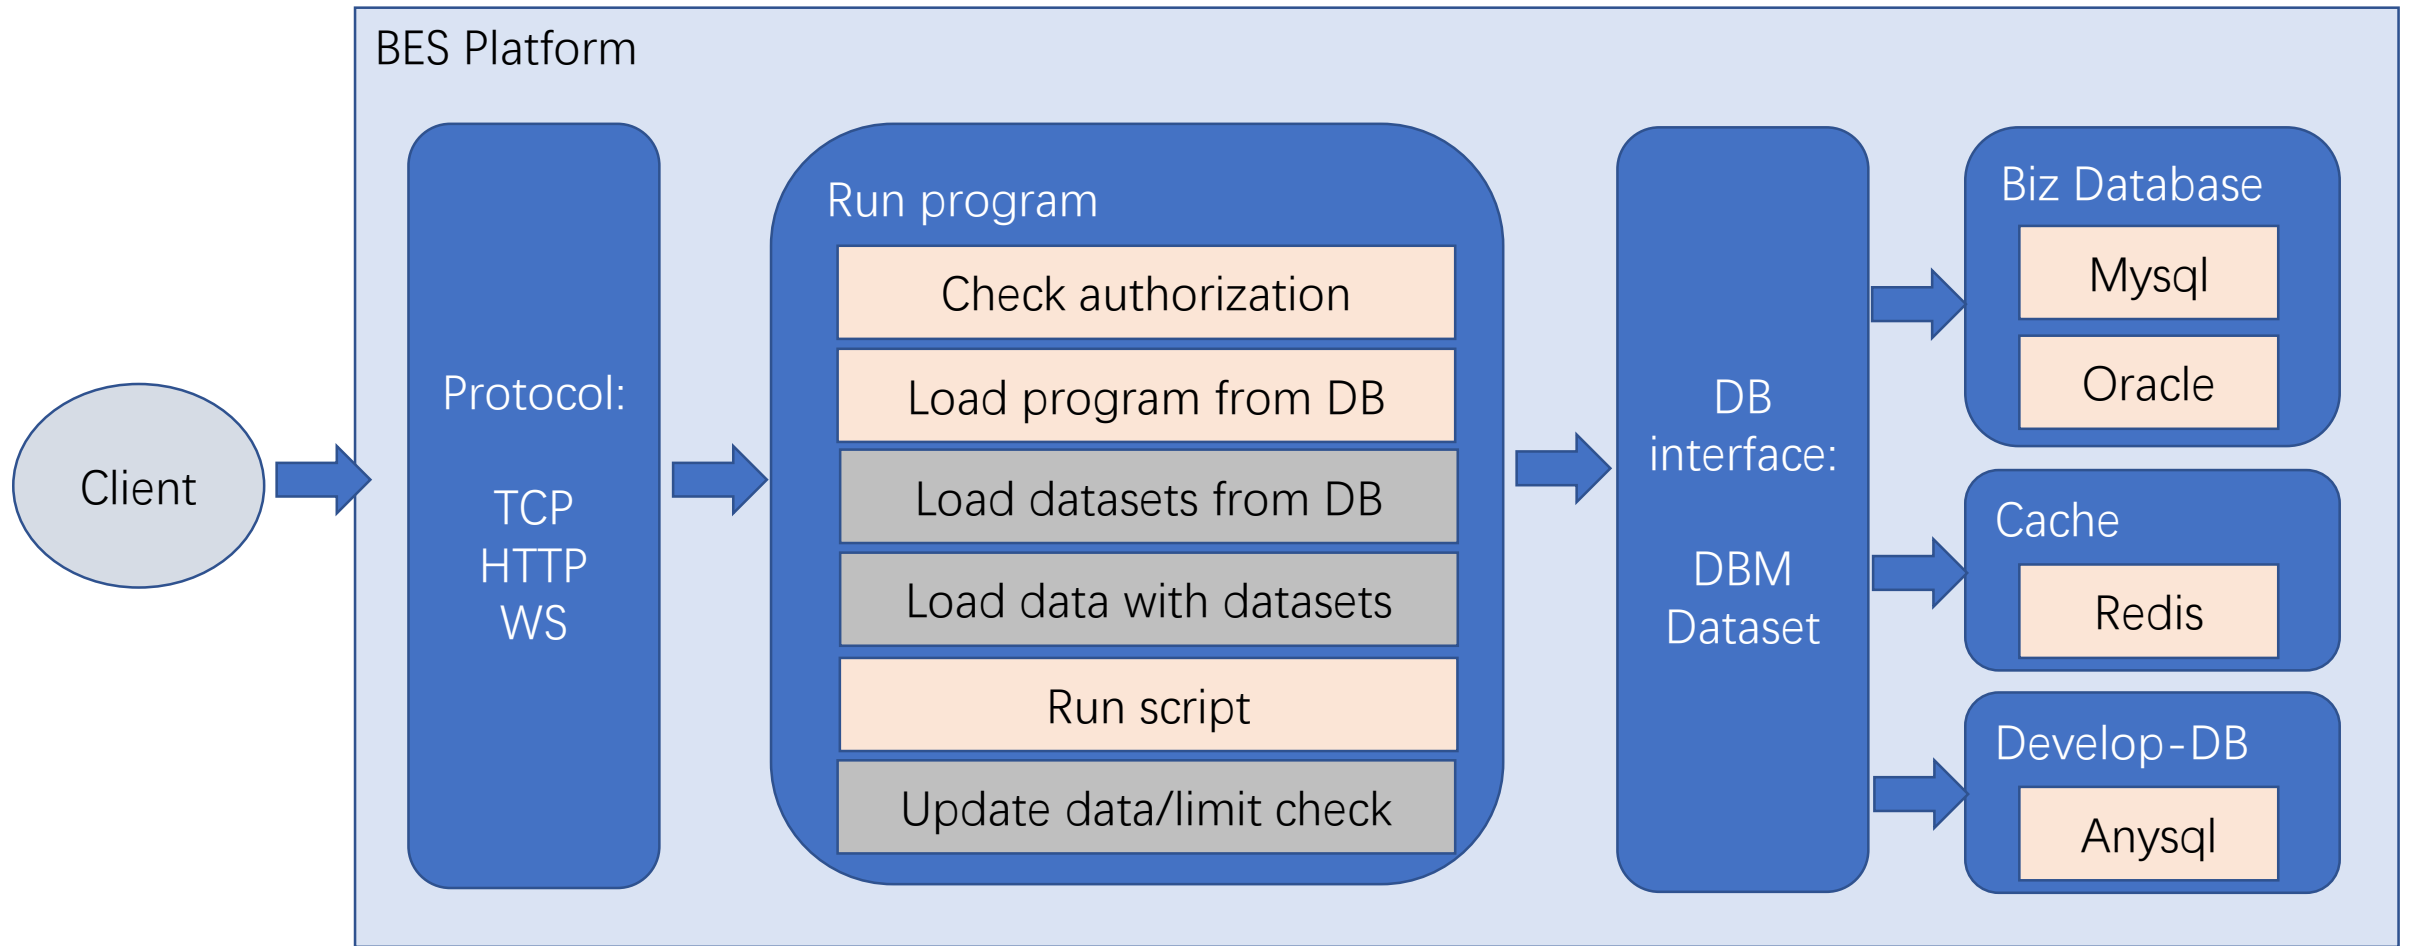 BES Platform
Client
Protocol:
TCP
HTTP
WS
Run program
Check authorization
Load program from DB
Load datasets from DB
Load data with datasets
Run script
Update data/limit check
DB
interface:
DBM
Dataset
Biz Database
Mysql
Oracle
Cache
Redis
Develop-DB
Anysql